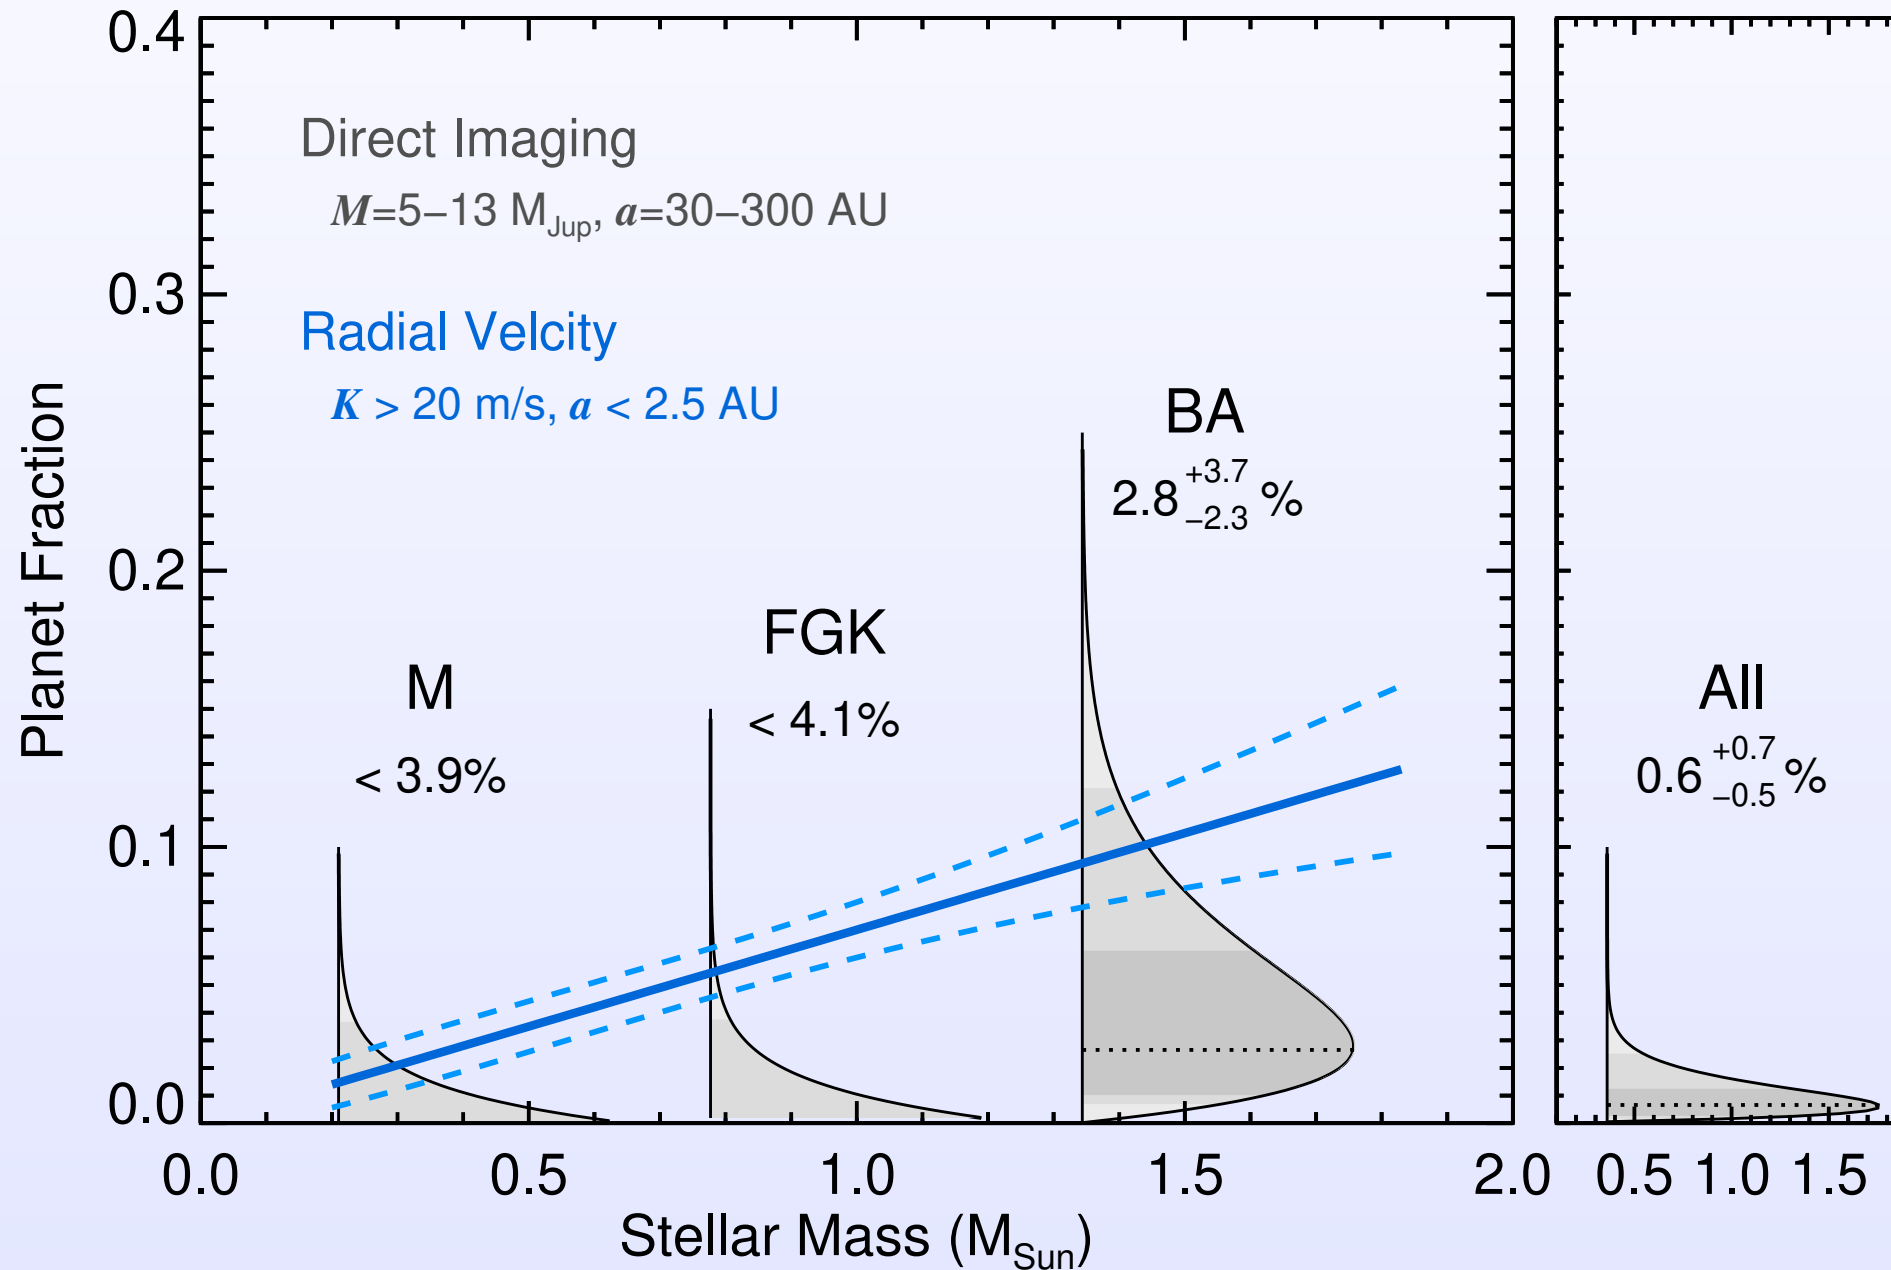 0.4
0.3
0.2
0.1
0.0
Planet Fraction
Direct Imaging
M=5−13 M_Jup, a=30−300 AU
Radial Velcity
K > 20 m/s, a < 2.5 AU
M
< 3.9%
FGK
< 4.1%
BA
2.8 +3.7 −2.3 %
All
0.6 +0.7 −0.5 %
0.0 0.5 1.0 1.5 2.0 0.5 1.0 1.5
Stellar Mass (M_Sun)